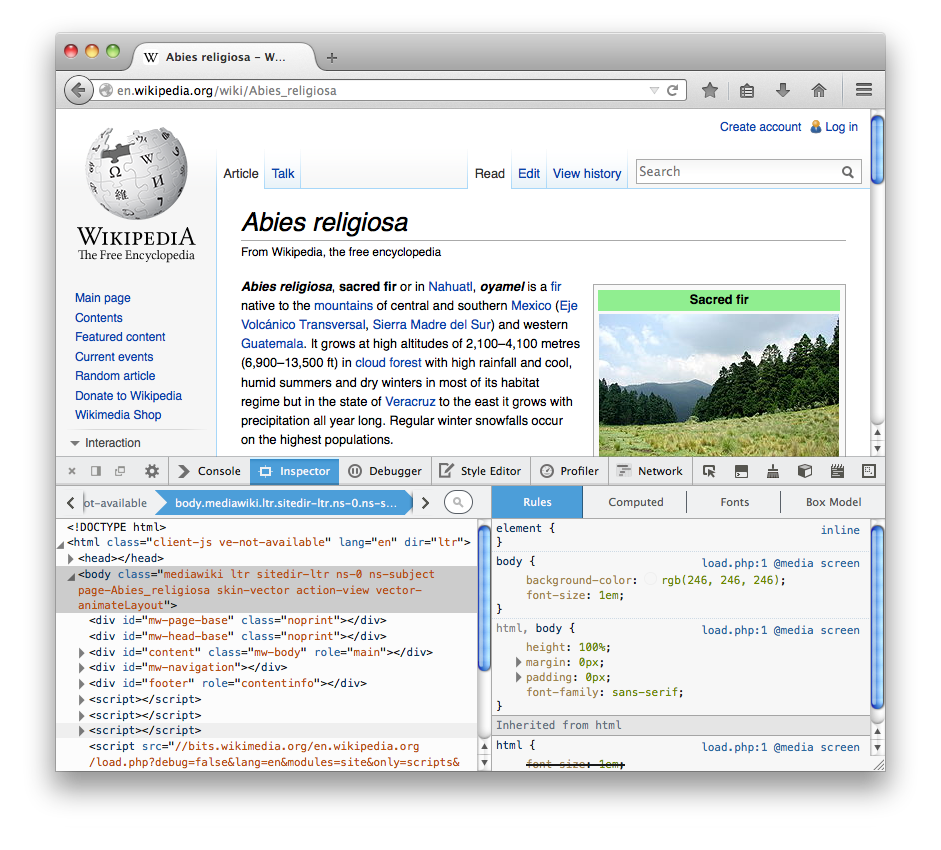 Abies religiosa – W...
en.wikipedia.org/wiki/Abies_religiosa
Create account Log in
Article Talk Read Edit View history Search
WIKIPEDIA
The Free Encyclopedia
Main page
Contents
Featured content
Current events
Random article
Donate to Wikipedia
Wikimedia Shop
Interaction
Abies religiosa
From Wikipedia, the free encyclopedia
Abies religiosa, sacred fir or in Nahuatl, oyamel is a fir
native to the mountains of central and southern Mexico (Eje
Volcánico Transversal, Sierra Madre del Sur) and western
Guatemala. It grows at high altitudes of 2,100–4,100 metres
(6,900–13,500 ft) in cloud forest with high rainfall and cool,
humid summers and dry winters in most of its habitat
regime but in the state of Veracruz to the east it grows with
precipitation all year long. Regular winter snowfalls occur
on the highest populations.
Sacred fir
Console Inspector Debugger Style Editor Profiler Network
ot-available body.mediawiki.ltr.sitedir-ltr.ns-0.ns-s...
<!DOCTYPE html>
<html class="client-js ve-not-available" lang="en" dir="ltr">
<head></head>
<body class="mediawiki ltr sitedir-ltr ns-0 ns-subject
page-Abies_religiosa skin-vector action-view vector-
animateLayout">
<div id="mw-page-base" class="noprint"></div>
<div id="mw-head-base" class="noprint"></div>
<div id="content" class="mw-body" role="main"></div>
<div id="mw-navigation"></div>
<div id="footer" role="contentinfo"></div>
<script></script>
<script></script>
<script></script>
<script src="//bits.wikimedia.org/en.wikipedia.org
/load.php?debug=false&lang=en&modules=site&only=scripts&
Rules Computed Fonts Box Model
element { inline
}
body { load.php:1 @media screen
background-color: rgb(246, 246, 246);
font-size: 1em;
}
html, body { load.php:1 @media screen
height: 100%;
margin: 0px;
padding: 0px;
font-family: sans-serif;
}
Inherited from html
html { load.php:1 @media screen
font-size: 1em;